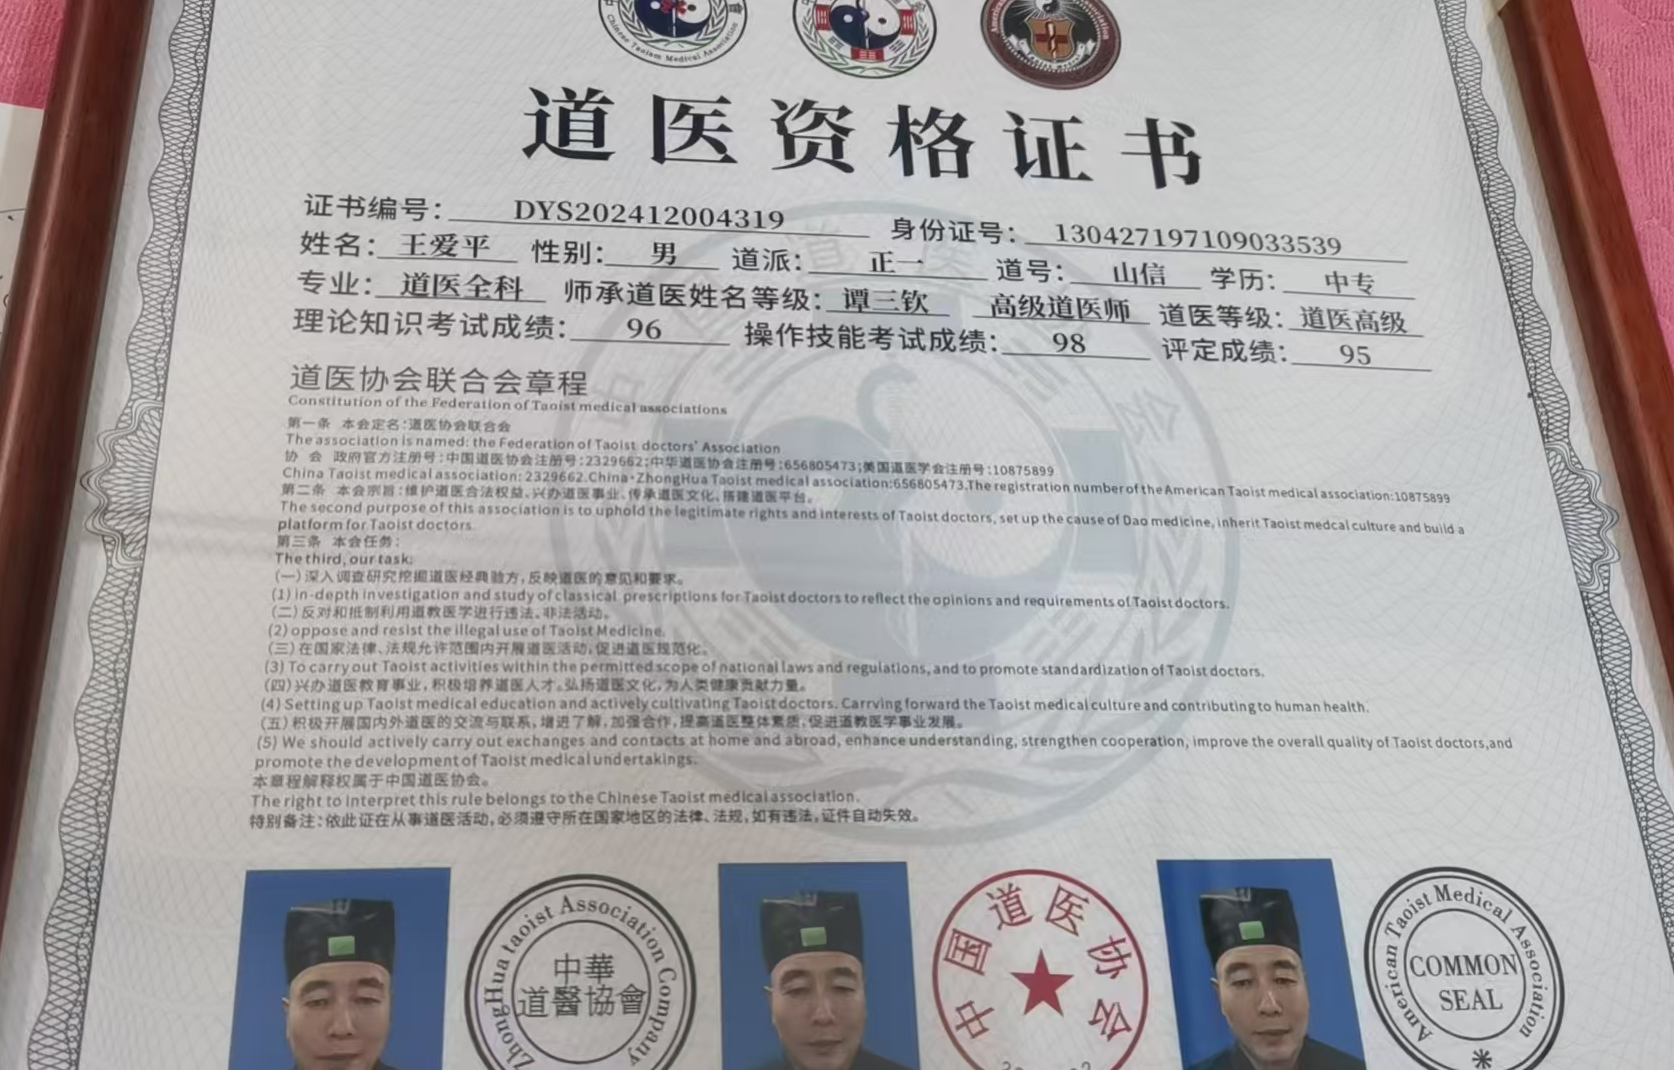 Chinese Taoism Medical Association
道医资格证书
证书编号: DYS202412004319 身份证号: 130427197109033539
姓名: 王爱平 性别: 男 道派: 正一 道号: 山信 学历: 中专
专业: 道医全科 师承道医姓名等级: 谭三钦 高级道医师 道医等级: 道医高级
理论知识考试成绩: 96 操作技能考试成绩: 98 评定成绩: 95
道医协会联合会章程
Constitution of the Federation of Taoist medical associations
第一条 本会定名:道医协会联合会
The association is named: the Federation of Taoist doctors' Association
协 会 政府官方注册号:中国道医协会注册号:2329662;中华道医协会注册号:656805473;美国道医学会注册号:10875899
China Taoist medical association: 2329662.China·ZhongHua Taoist medical association:656805473.The registration number of the American Taoist medical association:10875899
第二条 本会宗旨:维护道医合法权益、兴办道医事业、传承道医文化、搭建道医平台。
The second purpose of this association is to uphold the legitimate rights and interests of Taoist doctors, set up the cause of Dao medicine, inherit Taoist medcal culture and build a
platform for Taoist doctors
第三条 本会任务:
The third, our task:
(一)深入调查研究挖掘道医经典验方,反映道医的意见和要求。
(1) in-depth investigation and study of classical prescriptions for Taoist doctors to reflect the opinions and requirements of Taoist doctors.
(二)反对和抵制利用道教医学进行违法、非法活动。
(2) oppose and resist the illegal use of Taoist Medicine.
(三)在国家法律、法规允许范围内开展道医活动,促进道医规范化。
(3) To carry out Taoist activities within the permitted scope of national laws and regulations, and to promote standardization of Taoist doctors.
(四)兴办道医教育事业,积极培养道医人才。弘扬道医文化,为人类健康贡献力量。
(4) Setting up Taoist medical education and actively cultivating Taoist doctors. Carrving forward the Taoist medical culture and contributing to human health.
(五)积极开展国内外道医的交流与联系,增进了解,加强合作,提高道医整体素质,促进道教医学事业发展。
(5) We should actively carry out exchanges and contacts at home and abroad, enhance understanding, strengthen cooperation, improve the overall quality of Taoist doctors,and
promote the development of Taoist medical undertakings.
本章程解释权属于中国道医协会。
The right to interpret this rule belongs to the Chinese Taoist medical association.
特别备注:依此证在从事道医活动,必须遵守所在国家地区的法律、法规,如有违法,证件自动失效。
ZhongHua taoist Association Company
中華
道醫協會
中国道医协会
American Taoist Medical Association
COMMON
SEAL